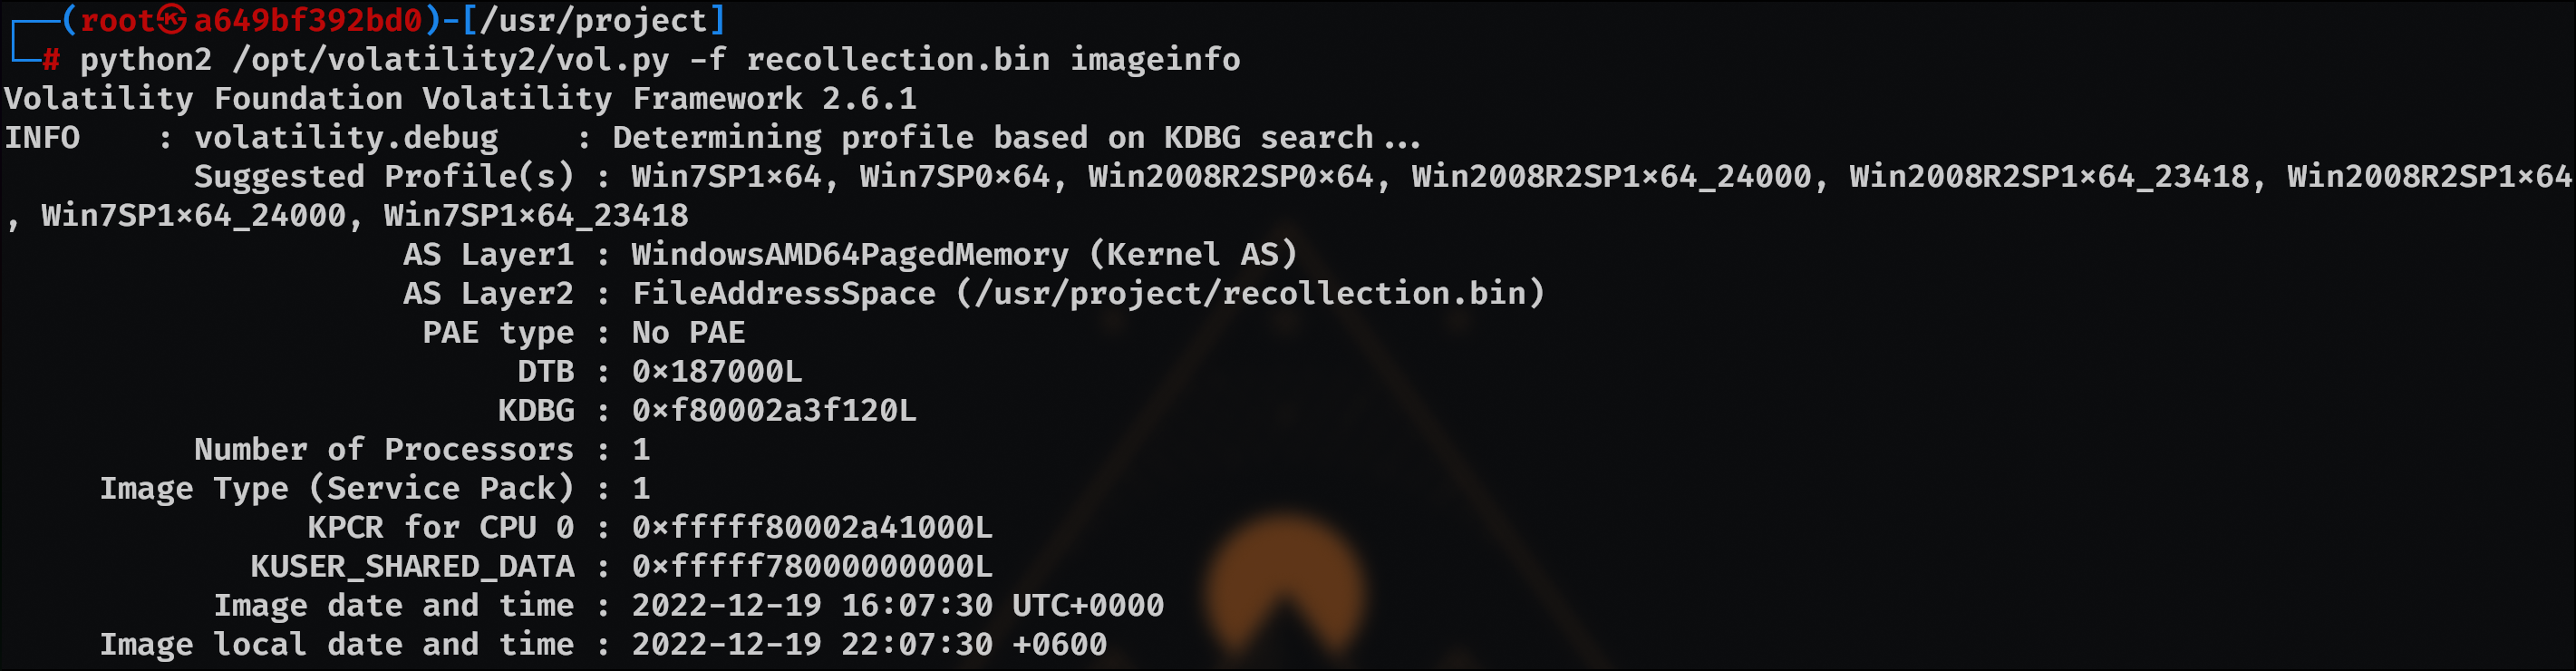 ┌──(root㉿a649bf392bd0)-[/usr/project]
└─# python2 /opt/volatility2/vol.py -f recollection.bin imageinfo
Volatility Foundation Volatility Framework 2.6.1
INFO    : volatility.debug    : Determining profile based on KDBG search...
          Suggested Profile(s) : Win7SP1x64, Win7SP0x64, Win2008R2SP0x64, Win2008R2SP1x64_24000, Win2008R2SP1x64_23418, Win2008R2SP1x64
, Win7SP1x64_24000, Win7SP1x64_23418
                     AS Layer1 : WindowsAMD64PagedMemory (Kernel AS)
                     AS Layer2 : FileAddressSpace (/usr/project/recollection.bin)
                      PAE type : No PAE
                           DTB : 0x187000L
                          KDBG : 0xf80002a3f120L
          Number of Processors : 1
     Image Type (Service Pack) : 1
                KPCR for CPU 0 : 0xfffff80002a41000L
             KUSER_SHARED_DATA : 0xfffff78000000000L
           Image date and time : 2022-12-19 16:07:30 UTC+0000
     Image local date and time : 2022-12-19 22:07:30 +0600